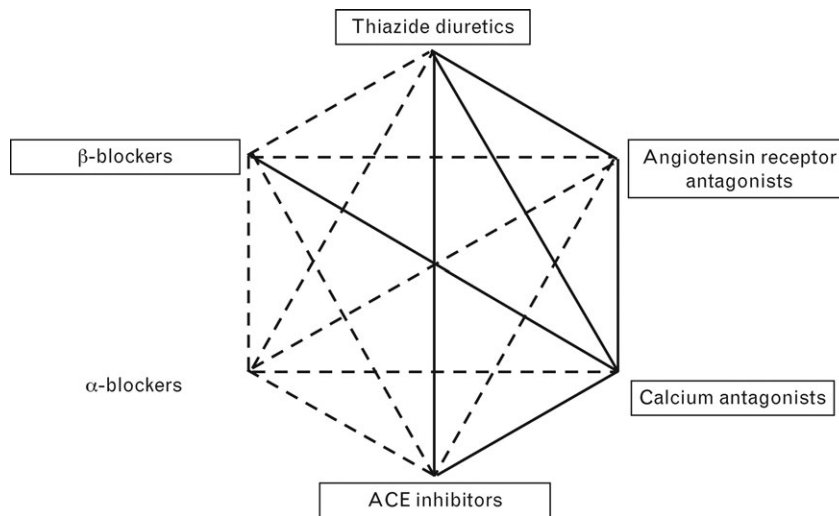 Thiazide diuretics
β-blockers
Angiotensin receptor
antagonists
α-blockers
Calcium antagonists
ACE inhibitors